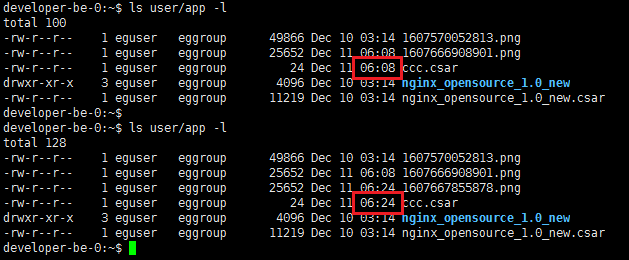 developer-be-0:~$ ls user/app -l
total 100
-rw-r--r-- 1 eguser eggroup 49866 Dec 10 03:14 1607570052813.png
-rw-r--r-- 1 eguser eggroup 25652 Dec 11 06:08 1607666908901.png
-rw-r--r-- 1 eguser eggroup 24 Dec 11 06:08 ccc.csar
drwxr-xr-x 3 eguser eggroup 4096 Dec 10 03:14 nginx_opensource_1.0_new
-rw-r--r-- 1 eguser eggroup 11219 Dec 10 03:14 nginx_opensource_1.0_new.csar
developer-be-0:~$
developer-be-0:~$ ls user/app -l
total 128
-rw-r--r-- 1 eguser eggroup 49866 Dec 10 03:14 1607570052813.png
-rw-r--r-- 1 eguser eggroup 25652 Dec 11 06:08 1607666908901.png
-rw-r--r-- 1 eguser eggroup 25652 Dec 11 06:24 1607667855878.png
-rw-r--r-- 1 eguser eggroup 24 Dec 11 06:24 ccc.csar
drwxr-xr-x 3 eguser eggroup 4096 Dec 10 03:14 nginx_opensource_1.0_new
-rw-r--r-- 1 eguser eggroup 11219 Dec 10 03:14 nginx_opensource_1.0_new.csar
developer-be-0:~$